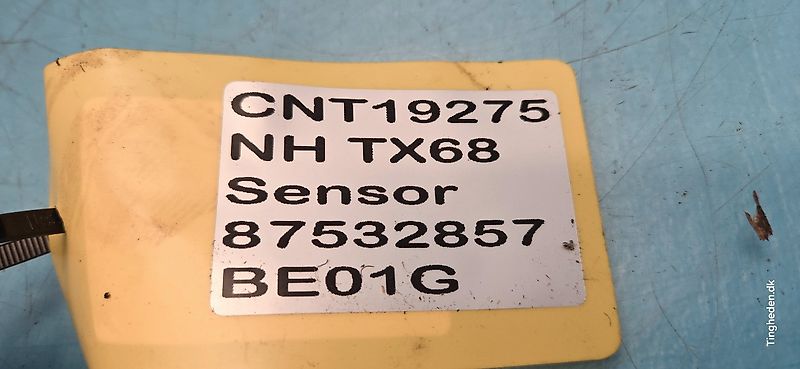 CNT19275
NH TX68
Sensor
87532857
BE01G
Tingheden.dk